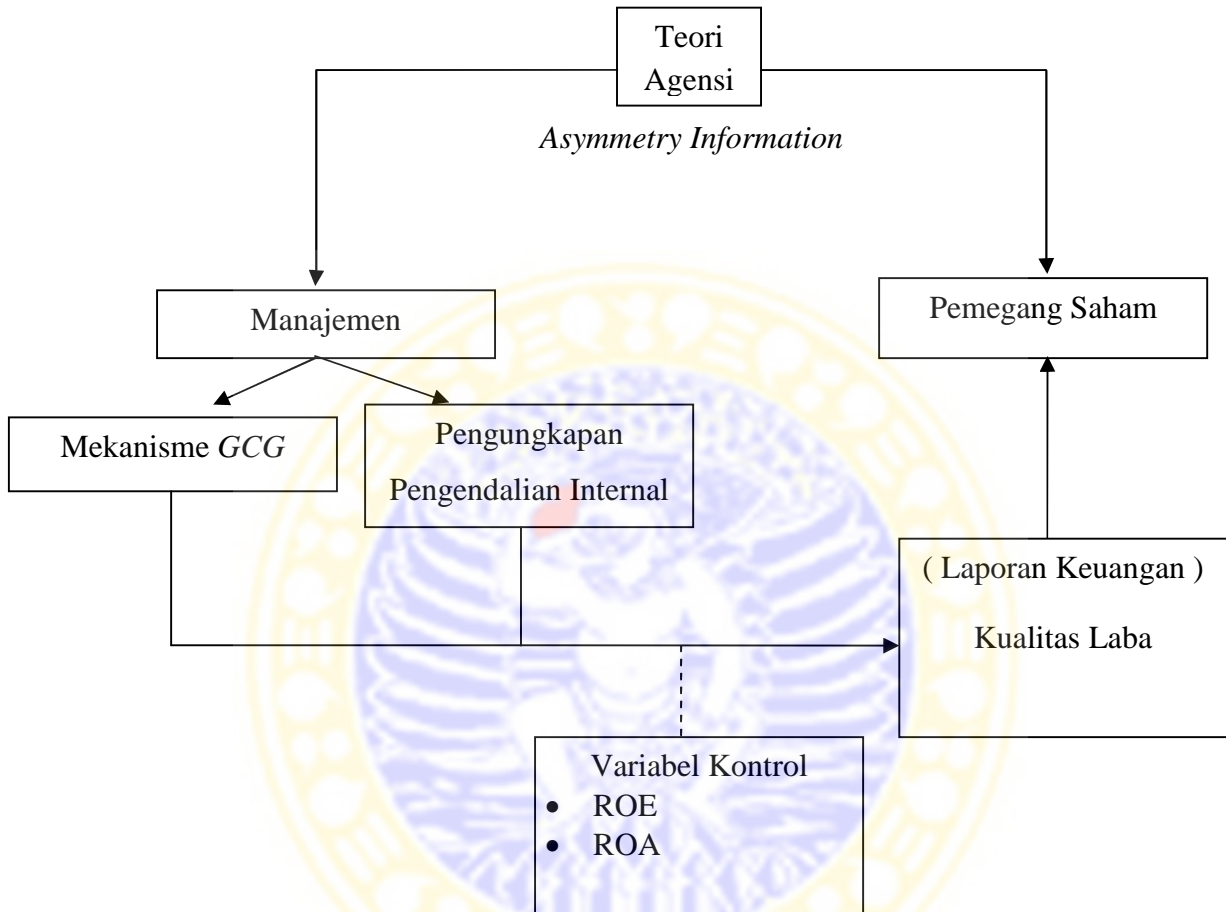 Teori
Agensi
Asymmetry Information
Manajemen
Pemegang Saham
Mekanisme GCG
Pengungkapan
Pengendalian Internal
( Laporan Keuangan )
Kualitas Laba
Variabel Kontrol
• ROE
• ROA